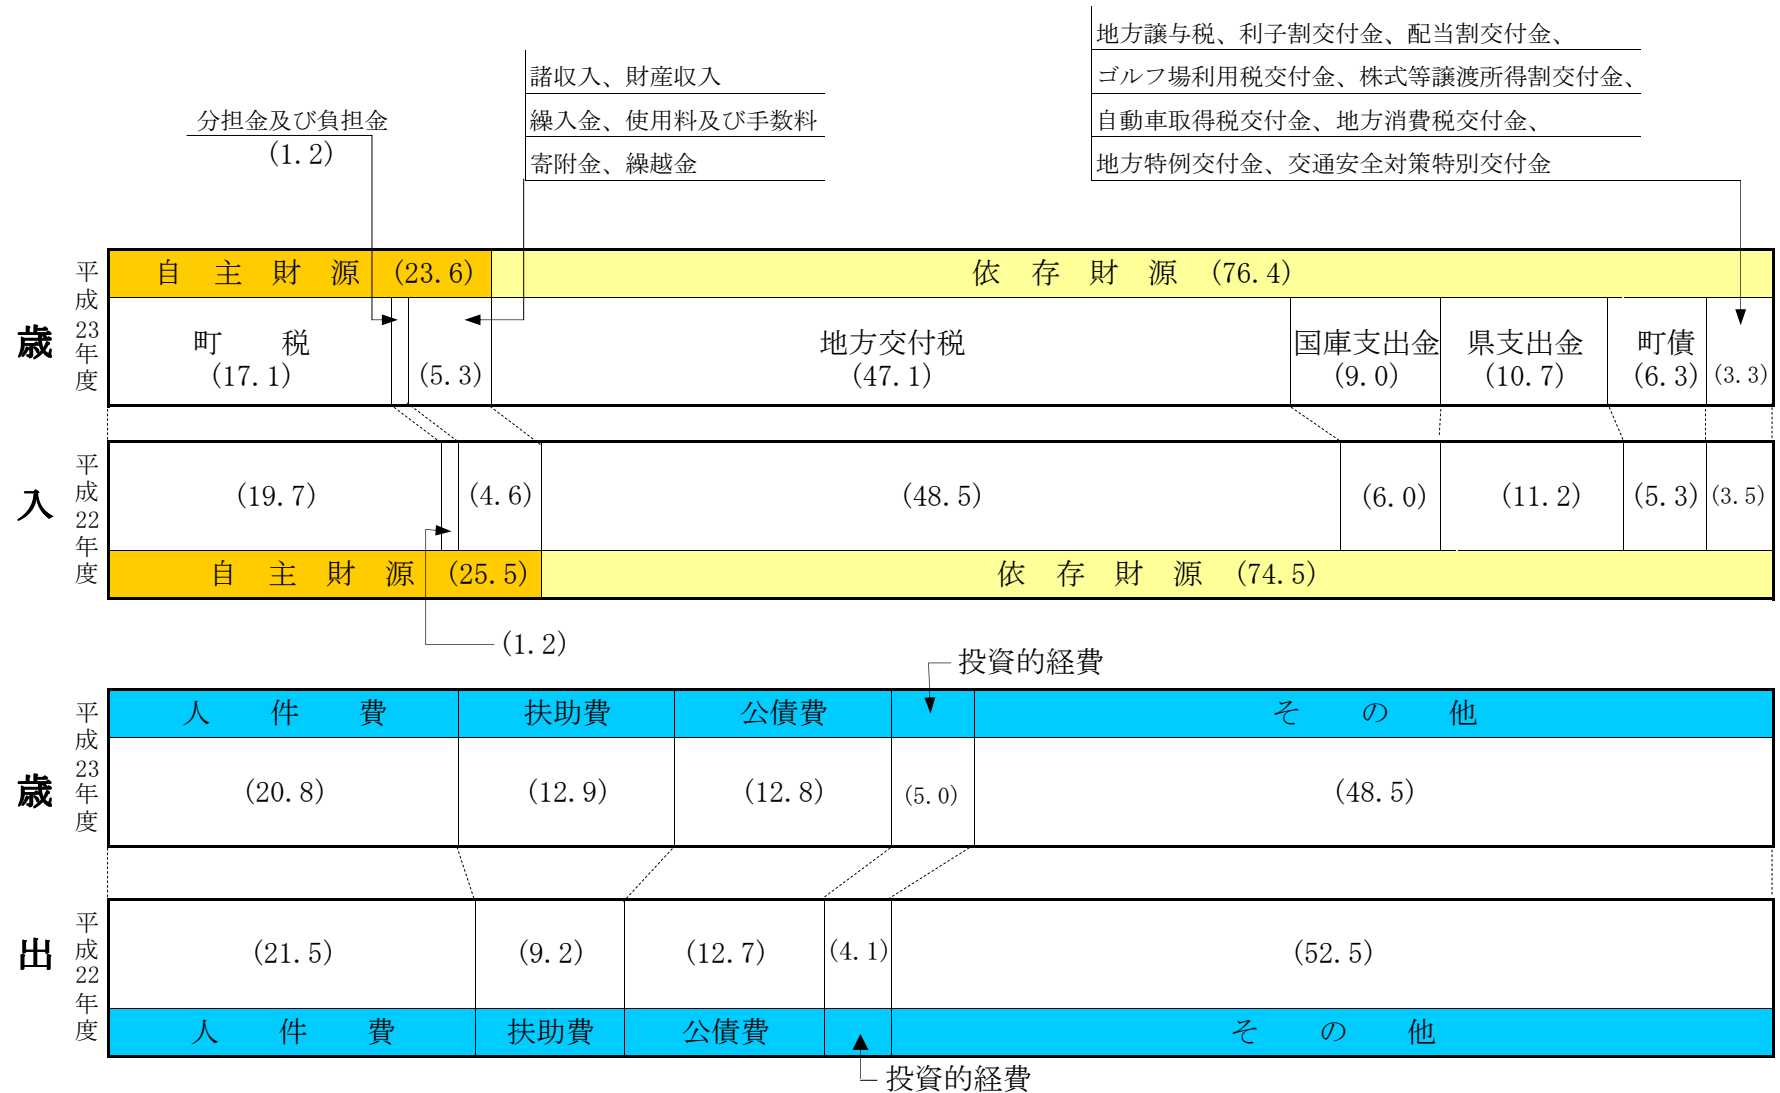 地方譲与税、利子割交付金、配当割交付金、
ゴルフ場利用税交付金、株式等譲渡所得割交付金、
自動車取得税交付金、地方消費税交付金、
地方特例交付金、交通安全対策特別交付金
諸収入、財産収入
繰入金、使用料及び手数料
寄附金、繰越金
分担金及び負担金
(1.2)
歳入
平成23年度
自主財源 (23.6)
依存財源 (76.4)
町税
(17.1)
(5.3)
地方交付税
(47.1)
国庫支出金
(9.0)
県支出金
(10.7)
町債
(6.3)
(3.3)
平成22年度
(19.7)
(4.6)
(48.5)
(6.0)
(11.2)
(5.3)
(3.5)
自主財源 (25.5)
依存財源 (74.5)
(1.2)
投資的経費
歳出
平成23年度
人件費
扶助費
公債費
その他
(20.8)
(12.9)
(12.8)
(5.0)
(48.5)
平成22年度
(21.5)
(9.2)
(12.7)
(4.1)
(52.5)
人件費
扶助費
公債費
その他
投資的経費